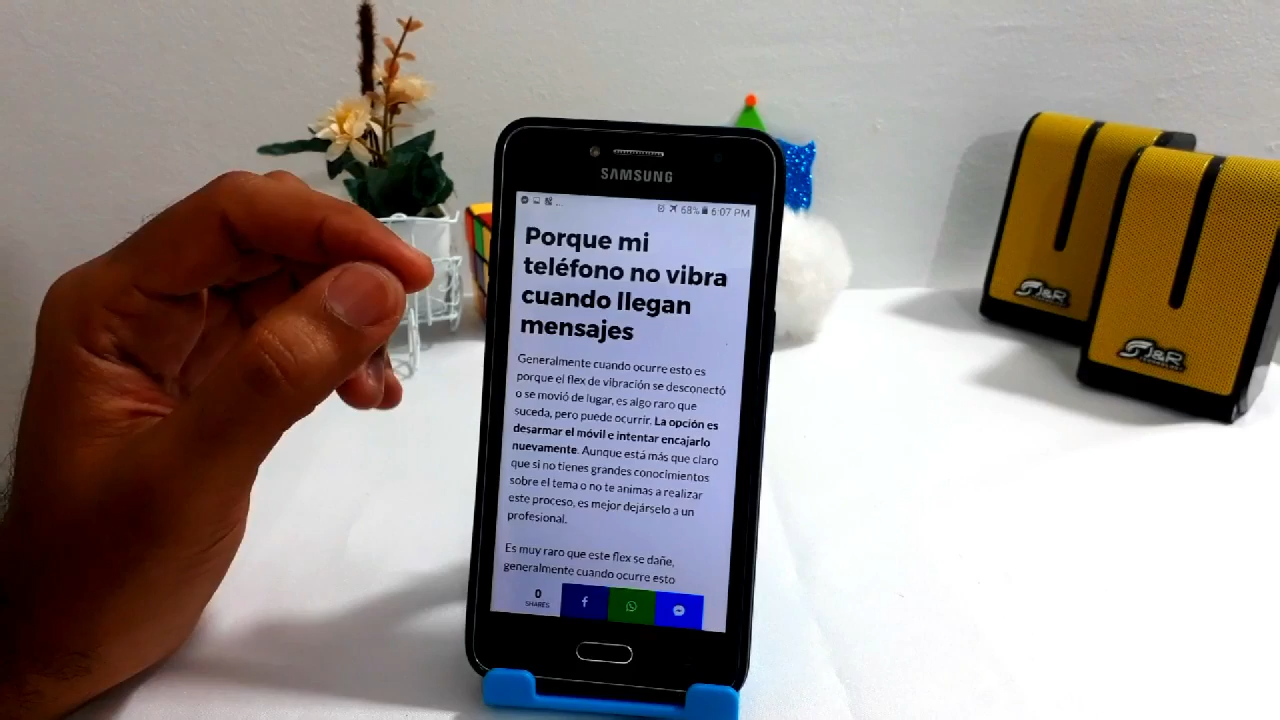 SAMSUNG
68% 6:07 PM
Porque mi
teléfono no vibra
cuando llegan
mensajes
Generalmente cuando ocurre esto es
porque el flex de vibración se desconectó
o se movió de lugar, es algo raro que
suceda, pero puede ocurrir. La opción es
desarmar el móvil e intentar encajarlo
nuevamente. Aunque está más que claro
que si no tienes grandes conocimientos
sobre el tema o no te animas a realizar
este proceso, es mejor dejárselo a un
profesional.
Es muy raro que este flex se dañe,
generalmente cuando ocurre esto
0
SHARES
J&R
J&R